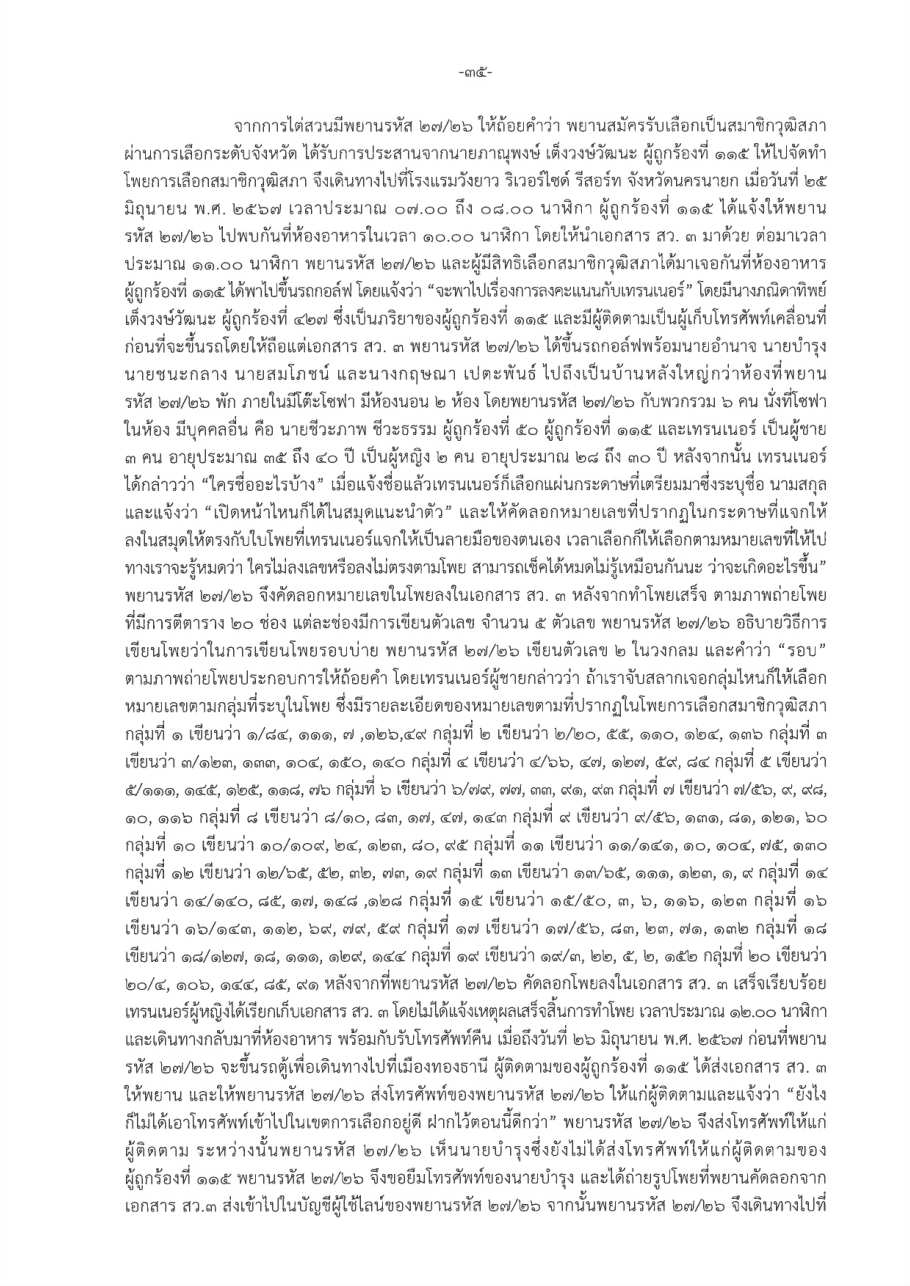 -๓๕-
จากการไต่สวนมีพยานรหัส ๒๗/๒๖ ให้ถ้อยคำว่า พยานสมัครรับเลือกเป็นสมาชิกวุฒิสภา
ผ่านการเลือกระดับจังหวัด ได้รับการประสานจากนายภาณุพงษ์ เต็งวงษ์วัฒนะ ผู้ถูกร้องที่ ๑๑๕ ให้ไปจัดทำ
โพยการเลือกสมาชิกวุฒิสภา จึงเดินทางไปที่โรงแรมวังยาว ริเวอร์ไซด์ รีสอร์ท จังหวัดนครนายก เมื่อวันที่ ๒๕
มิถุนายน พ.ศ. ๒๕๖๗ เวลาประมาณ ๐๗.๐๐ ถึง ๐๘.๐๐ นาฬิกา ผู้ถูกร้องที่ ๑๑๕ ได้แจ้งให้พยาน
รหัส ๒๗/๒๖ ไปพบกันที่ห้องอาหารในเวลา ๑๐.๐๐ นาฬิกา โดยให้นำเอกสาร สว. ๓ มาด้วย ต่อมาเวลา
ประมาณ ๑๑.๐๐ นาฬิกา พยานรหัส ๒๗/๒๖ และผู้มีสิทธิเลือกสมาชิกวุฒิสภาได้มาเจอกันที่ห้องอาหาร
ผู้ถูกร้องที่ ๑๑๕ ได้พาไปขึ้นรถกอล์ฟ โดยแจ้งว่า “จะพาไปเรื่องการลงคะแนนกับเทรนเนอร์” โดยมีนางภณิดาทิพย์
เต็งวงษ์วัฒนะ ผู้ถูกร้องที่ ๔๒๗ ซึ่งเป็นภริยาของผู้ถูกร้องที่ ๑๑๕ และมีผู้ติดตามเป็นผู้เก็บโทรศัพท์เคลื่อนที่
ก่อนที่จะขึ้นรถโดยให้ถือแต่เอกสาร สว. ๓ พยานรหัส ๒๗/๒๖ ได้ขึ้นรถกอล์ฟพร้อมนายอำนาจ นายบำรุง
นายชนะกลาง นายสมโภชน์ และนางกฤษณา เปตะพันธ์ ไปถึงเป็นบ้านหลังใหญ่กว่าห้องที่พยาน
รหัส ๒๗/๒๖ พัก ภายในมีโต๊ะโซฟา มีห้องนอน ๒ ห้อง โดยพยานรหัส ๒๗/๒๖ กับพวกรวม ๖ คน นั่งที่โซฟา
ในห้อง มีบุคคลอื่น คือ นายชีวะภาพ ชีวะธรรม ผู้ถูกร้องที่ ๕๐ ผู้ถูกร้องที่ ๑๑๕ และเทรนเนอร์ เป็นผู้ชาย
๓ คน อายุประมาณ ๓๕ ถึง ๔๐ ปี เป็นผู้หญิง ๒ คน อายุประมาณ ๒๘ ถึง ๓๐ ปี หลังจากนั้น เทรนเนอร์
ได้กล่าวว่า “ใครชื่ออะไรบ้าง” เมื่อแจ้งชื่อแล้วเทรนเนอร์ก็เลือกแผ่นกระดาษที่เตรียมมาซึ่งระบุชื่อ นามสกุล
และแจ้งว่า “เปิดหน้าไหนก็ได้ในสมุดแนะนำตัว” และให้คัดลอกหมายเลขที่ปรากฏในกระดาษที่แจกให้
ลงในสมุดให้ตรงกับใบโพยที่เทรนเนอร์แจกให้เป็นลายมือของตนเอง เวลาเลือกก็ให้เลือกตามหมายเลขที่ให้ไป
ทางเราจะรู้หมดว่า ใครไม่ลงเลขหรือลงไม่ตรงตามโพย สามารถเช็คได้หมดไม่รู้เหมือนกันนะ ว่าจะเกิดอะไรขึ้น”
พยานรหัส ๒๗/๒๖ จึงคัดลอกหมายเลขในโพยลงในเอกสาร สว. ๓ หลังจากทำโพยเสร็จ ตามภาพถ่ายโพย
ที่มีการตีตาราง ๒๐ ช่อง แต่ละช่องมีการเขียนตัวเลข จำนวน ๕ ตัวเลข พยานรหัส ๒๗/๒๖ อธิบายวิธีการ
เขียนโพยว่าในการเขียนโพยรอบบ่าย พยานรหัส ๒๗/๒๖ เขียนตัวเลข ๒ ในวงกลม และคำว่า “รอบ”
ตามภาพถ่ายโพยประกอบการให้ถ้อยคำ โดยเทรนเนอร์ผู้ชายกล่าวว่า ถ้าเราจับสลากเจอกลุ่มไหนก็ให้เลือก
หมายเลขตามกลุ่มที่ระบุในโพย ซึ่งมีรายละเอียดของหมายเลขตามที่ปรากฏในโพยการเลือกสมาชิกวุฒิสภา
กลุ่มที่ ๑ เขียนว่า ๑/๘๔, ๑๑๑, ๗ ,๑๒๖,๔๙ กลุ่มที่ ๒ เขียนว่า ๒/๒๐, ๕๕, ๑๑๐, ๑๒๔, ๑๓๖ กลุ่มที่ ๓
เขียนว่า ๓/๑๒๓, ๑๓๓, ๑๐๔, ๑๕๐, ๑๔๐ กลุ่มที่ ๔ เขียนว่า ๔/๖๖, ๔๗, ๑๒๗, ๕๙, ๘๔ กลุ่มที่ ๕ เขียนว่า
๕/๑๑๑, ๑๔๕, ๑๒๕, ๑๑๘, ๗๖ กลุ่มที่ ๖ เขียนว่า ๖/๗๙, ๗๗, ๓๓, ๙๑, ๙๓ กลุ่มที่ ๗ เขียนว่า ๗/๕๖, ๙, ๙๘,
๑๐, ๑๑๖ กลุ่มที่ ๘ เขียนว่า ๘/๑๐, ๘๓, ๑๗, ๔๗, ๑๔๓ กลุ่มที่ ๙ เขียนว่า ๙/๕๖, ๑๓๑, ๘๑, ๑๒๑, ๖๐
กลุ่มที่ ๑๐ เขียนว่า ๑๐/๑๐๙, ๒๔, ๑๒๓, ๘๐, ๙๕ กลุ่มที่ ๑๑ เขียนว่า ๑๑/๑๔๑, ๑๐, ๑๐๔, ๗๕, ๑๓๐
กลุ่มที่ ๑๒ เขียนว่า ๑๒/๖๕, ๕๒, ๓๒, ๗๓, ๑๙ กลุ่มที่ ๑๓ เขียนว่า ๑๓/๖๕, ๑๑๑, ๑๒๓, ๑, ๙ กลุ่มที่ ๑๔
เขียนว่า ๑๔/๑๔๐, ๘๕, ๑๗, ๑๔๘ ,๑๒๘ กลุ่มที่ ๑๕ เขียนว่า ๑๕/๕๐, ๓, ๖, ๑๑๖, ๑๒๓ กลุ่มที่ ๑๖
เขียนว่า ๑๖/๑๔๓, ๑๑๒, ๖๙, ๗๙, ๕๙ กลุ่มที่ ๑๗ เขียนว่า ๑๗/๕๖, ๘๓, ๒๓, ๗๑, ๑๓๒ กลุ่มที่ ๑๘
เขียนว่า ๑๘/๑๒๗, ๑๘, ๑๑๑, ๑๒๙, ๑๔๔ กลุ่มที่ ๑๙ เขียนว่า ๑๙/๓, ๒๒, ๕, ๒, ๑๕๒ กลุ่มที่ ๒๐ เขียนว่า
๒๐/๔, ๑๐๖, ๑๔๔, ๘๕, ๙๑ หลังจากที่พยานรหัส ๒๗/๒๖ คัดลอกโพยลงในเอกสาร สว. ๓ เสร็จเรียบร้อย
เทรนเนอร์ผู้หญิงได้เรียกเก็บเอกสาร สว. ๓ โดยไม่ได้แจ้งเหตุผลเสร็จสิ้นการทำโพย เวลาประมาณ ๑๒.๐๐ นาฬิกา
และเดินทางกลับมาที่ห้องอาหาร พร้อมกับรับโทรศัพท์คืน เมื่อถึงวันที่ ๒๖ มิถุนายน พ.ศ. ๒๕๖๗ ก่อนที่พยาน
รหัส ๒๗/๒๖ จะขึ้นรถตู้เพื่อเดินทางไปที่เมืองทองธานี ผู้ติดตามของผู้ถูกร้องที่ ๑๑๕ ได้ส่งเอกสาร สว. ๓
ให้พยาน และให้พยานรหัส ๒๗/๒๖ ส่งโทรศัพท์ของพยานรหัส ๒๗/๒๖ ให้แก่ผู้ติดตามและแจ้งว่า “ยังไง
ก็ไม่ได้เอาโทรศัพท์เข้าไปในเขตการเลือกอยู่ดี ฝากไว้ตอนนี้ดีกว่า” พยานรหัส ๒๗/๒๖ จึงส่งโทรศัพท์ให้แก่
ผู้ติดตาม ระหว่างนั้นพยานรหัส ๒๗/๒๖ เห็นนายบำรุงซึ่งยังไม่ได้ส่งโทรศัพท์ให้แก่ผู้ติดตามของ
ผู้ถูกร้องที่ ๑๑๕ พยานรหัส ๒๗/๒๖ จึงขอยืมโทรศัพท์ของนายบำรุง และได้ถ่ายรูปโพยที่พยานคัดลอกจาก
เอกสาร สว.๓ ส่งเข้าไปในบัญชีผู้ใช้ไลน์ของพยานรหัส ๒๗/๒๖ จากนั้นพยานรหัส ๒๗/๒๖ จึงเดินทางไปที่